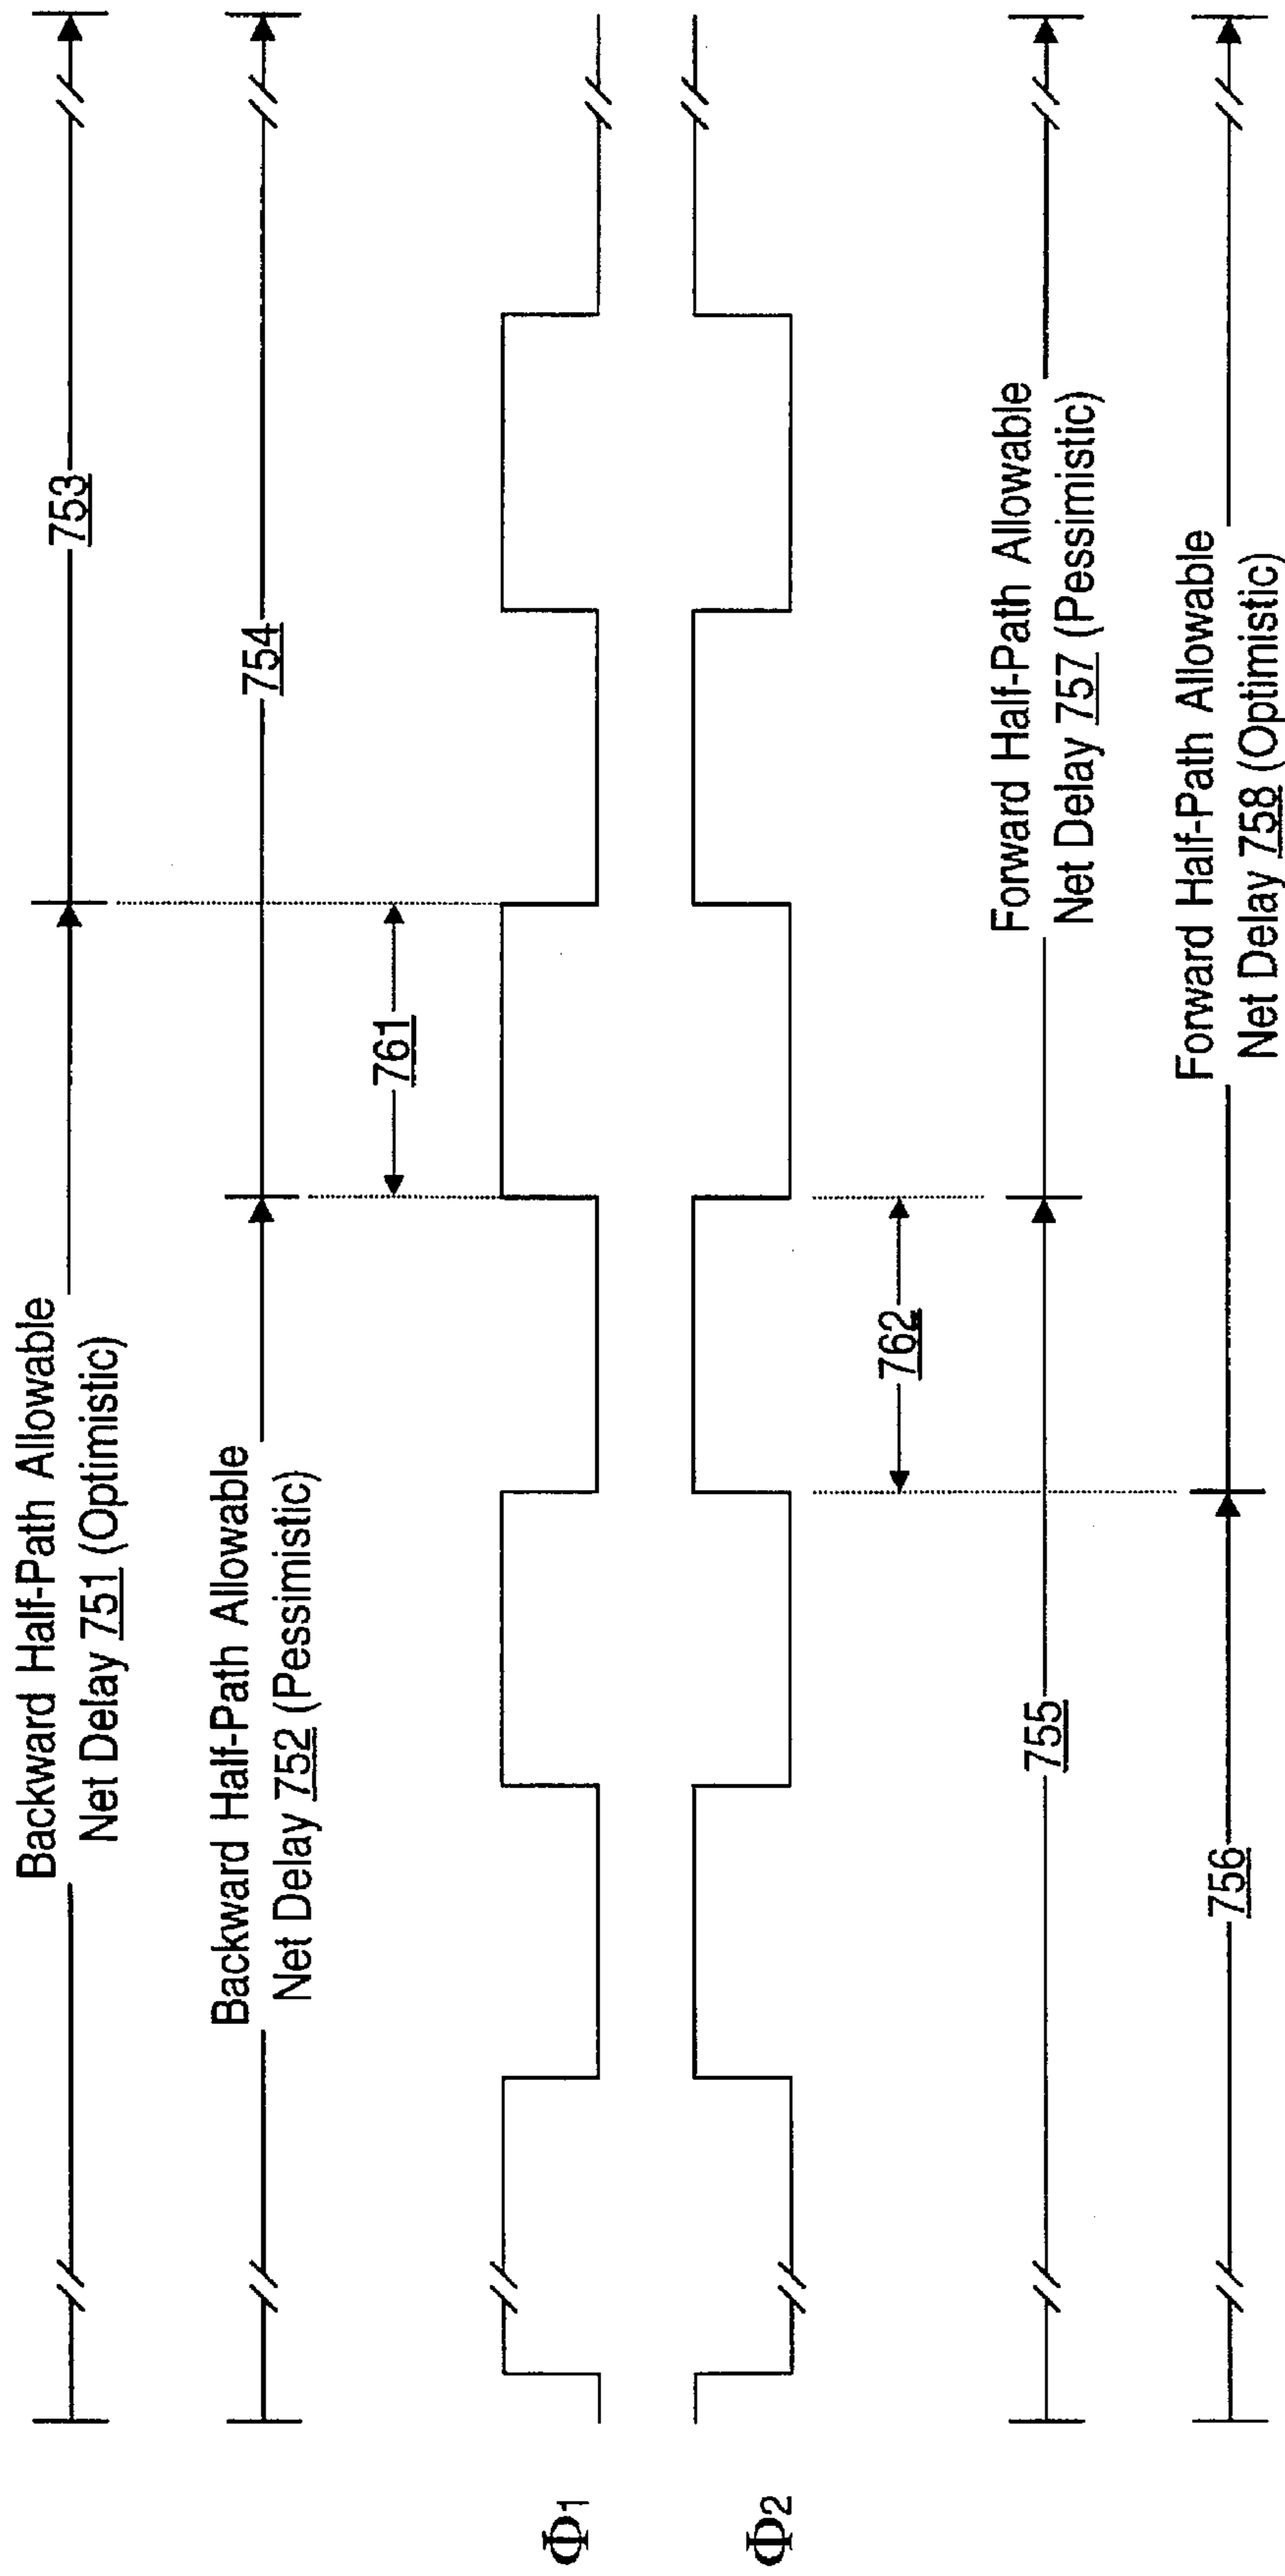 Backward Half-Path Allowable
Net Delay 751 (Optimistic)
753
Backward Half-Path Allowable
Net Delay 752 (Pessimistic)
754
761
Φ1
Φ2
762
755
Forward Half-Path Allowable
Net Delay 757 (Pessimistic)
756
Forward Half-Path Allowable
Net Delay 758 (Optimistic)